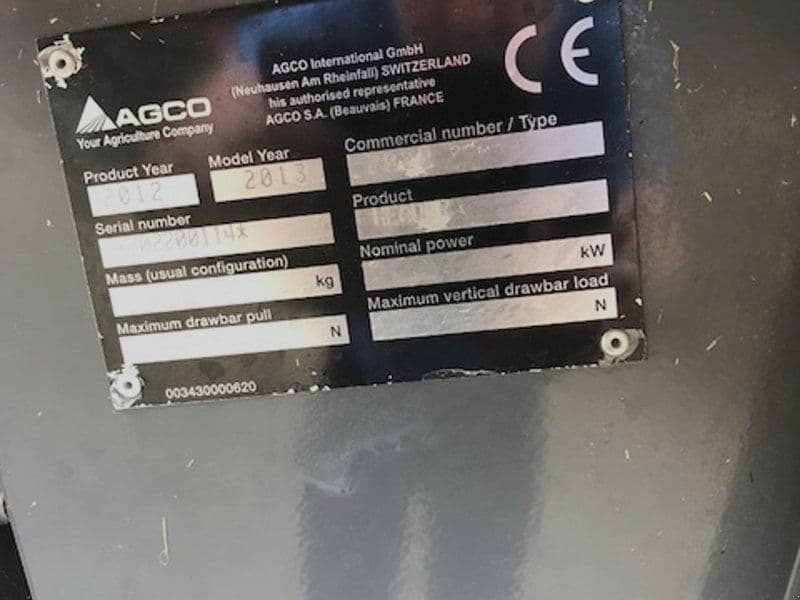 AGCO International GmbH
(Neuhausen Am Rheinfall) SWITZERLAND
his authorised representative
AGCO S.A. (Beauvais) FRANCE
CE
AGCO
Your Agriculture Company
Product Year
2012
Model Year
2013
Commercial number / Type
Serial number
Product
Mass (usual configuration)
kg
Nominal power
kW
Maximum drawbar pull
N
Maximum vertical drawbar load
N
003430000620